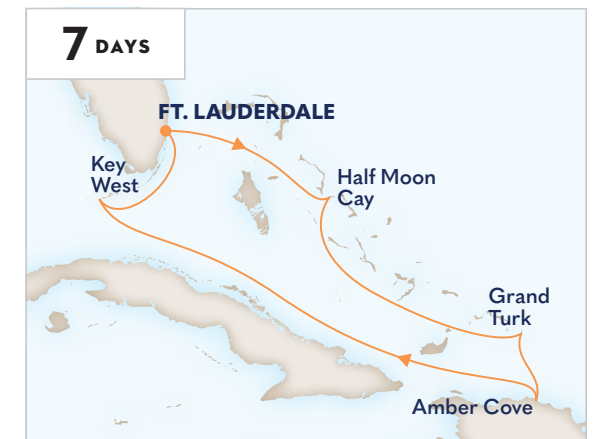 7 DAYS
FT. LAUDERDALE
Key
West
Half Moon
Cay
Grand
Turk
Amber Cove